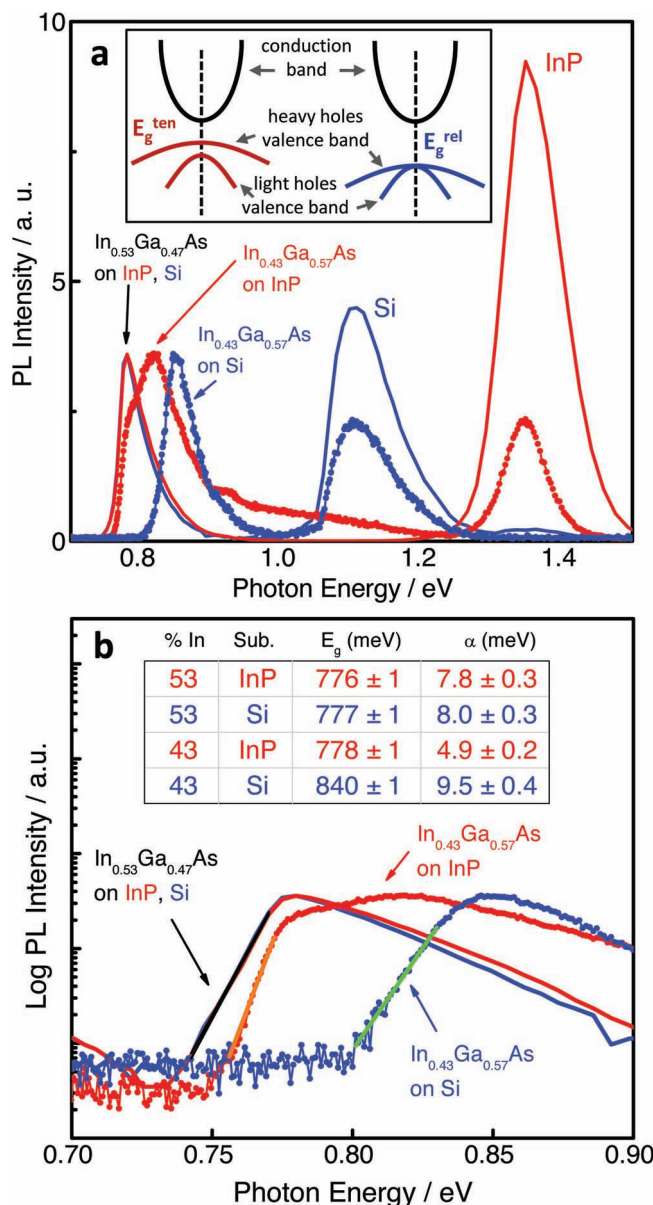 a
10
5
0
PL Intensity / a. u.
conduction
band
heavy holes
valence band
light holes
valence band
E_g^ten
E_g^rel
InP
Si
In0.53Ga0.47As
on InP, Si
In0.43Ga0.57As
on InP
In0.43Ga0.57As
on Si
0.8 1.0 1.2 1.4
Photon Energy / eV
b
% In Sub. Eg (meV) α (meV)
53 InP 776 ± 1 7.8 ± 0.3
53 Si 777 ± 1 8.0 ± 0.3
43 InP 778 ± 1 4.9 ± 0.2
43 Si 840 ± 1 9.5 ± 0.4
Log PL Intensity / a.u.
In0.53Ga0.47As
on InP, Si
In0.43Ga0.57As
on InP
In0.43Ga0.57As
on Si
0.70 0.75 0.80 0.85 0.90
Photon Energy / eV